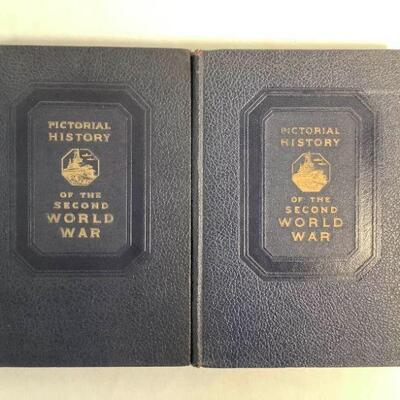 PICTORIAL
HISTORY
OF THE
SECOND
WORLD
WAR
PICTORIAL
HISTORY
OF THE
SECOND
WORLD
WAR